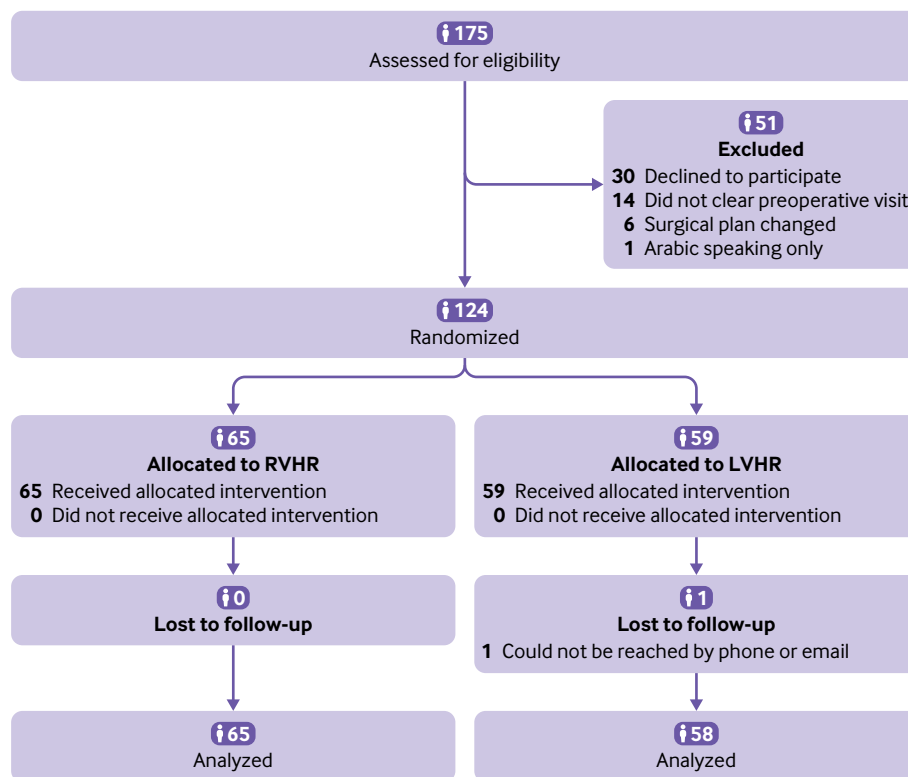 175
Assessed for eligibility
51
Excluded
30 Declined to participate
14 Did not clear preoperative visit
6 Surgical plan changed
1 Arabic speaking only
124
Randomized
65
Allocated to RVHR
65 Received allocated intervention
0 Did not receive allocated intervention
59
Allocated to LVHR
59 Received allocated intervention
0 Did not receive allocated intervention
0
Lost to follow-up
1
Lost to follow-up
1 Could not be reached by phone or email
65
Analyzed
58
Analyzed